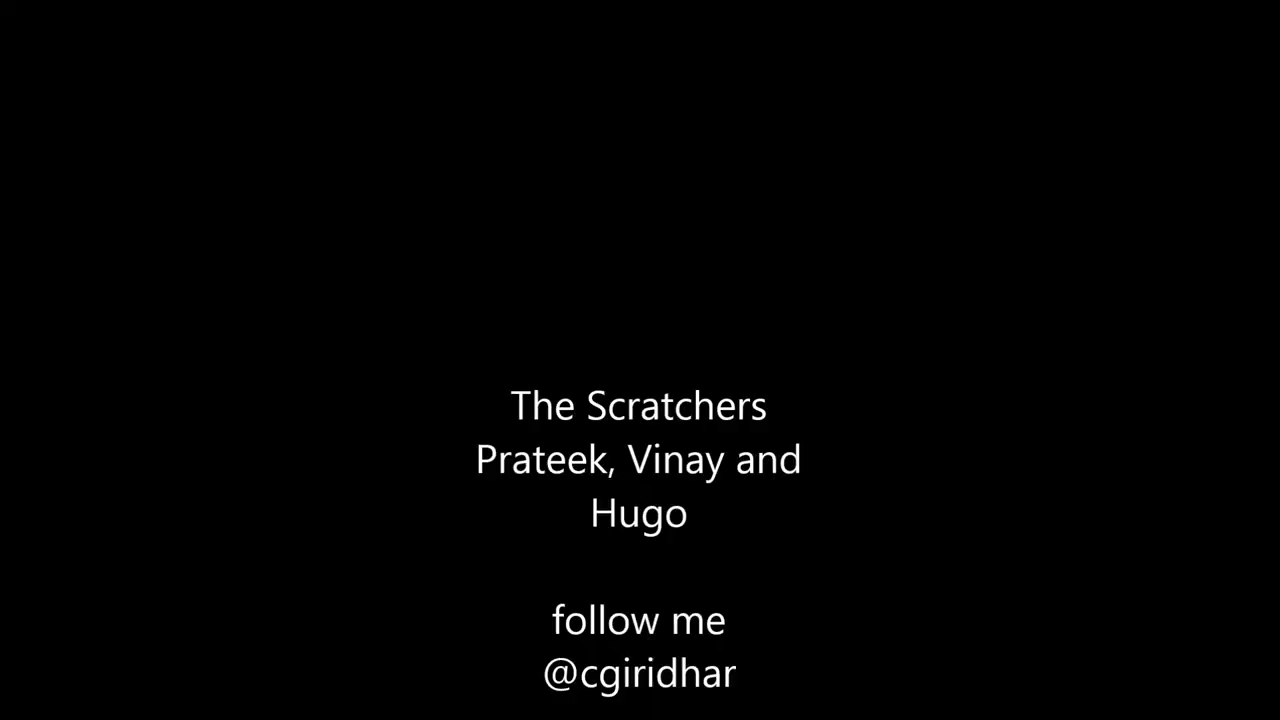 The Scratchers
Prateek, Vinay and
Hugo
follow me
@cgiridhar